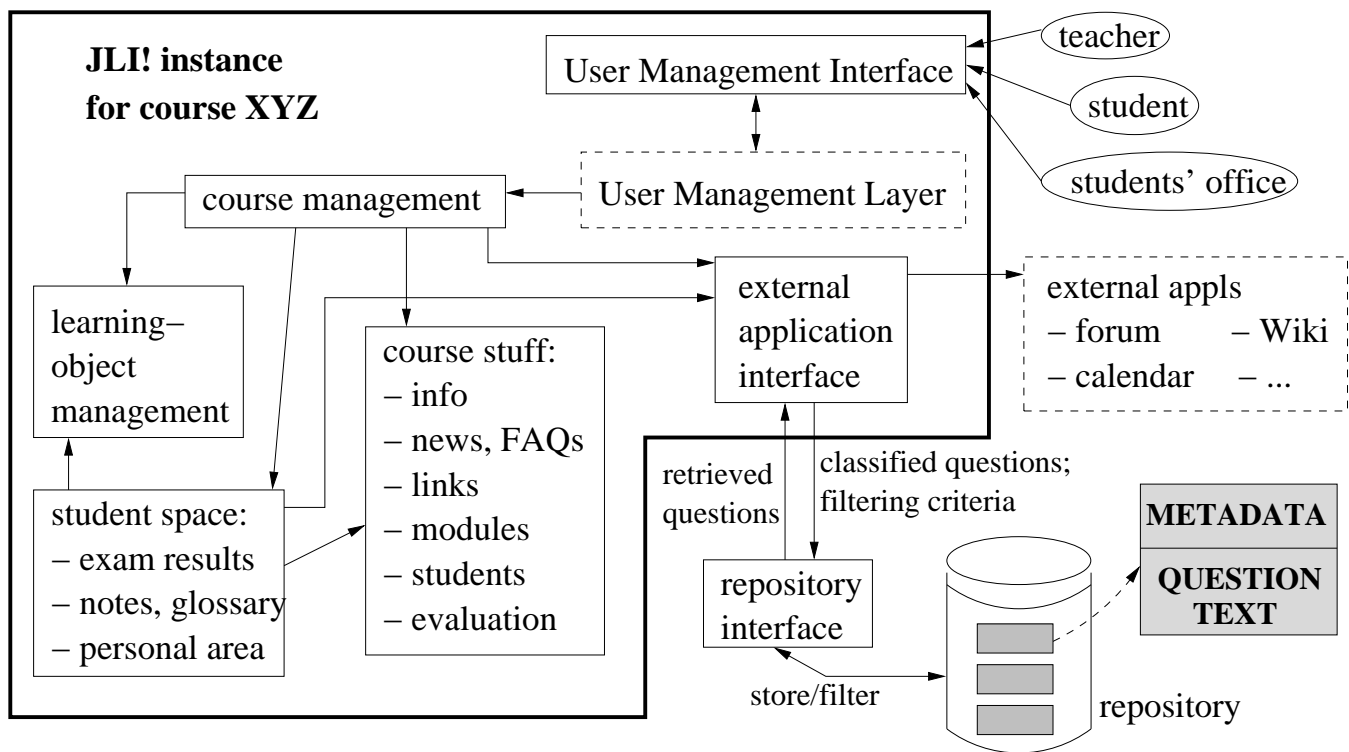 JLI! instance
for course XYZ
User Management Interface
teacher
student
students’ office
User Management Layer
course management
learning−
object
management
external
application
interface
external appls
− forum − Wiki
− calendar − ...
course stuff:
− info
− news, FAQs
− links
− modules
− students
− evaluation
student space:
− exam results
− notes, glossary
− personal area
retrieved
questions
classified questions;
filtering criteria
repository
interface
store/filter
METADATA
QUESTION
TEXT
repository